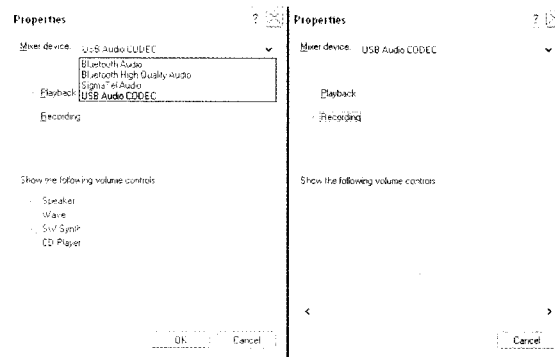 Properties
Mixer device: USB Audio CODEC
Bluetooth Audio
Bluetooth High Quality Audio
SigmaTel Audio
USB Audio CODEC
Playback
Recording
Show the following volume controls
Speaker
Wave
SW Synth
CD Player
OK Cancel
Properties
Mixer device: USB Audio CODEC
Playback
Recording
Show the following volume controls
Cancel